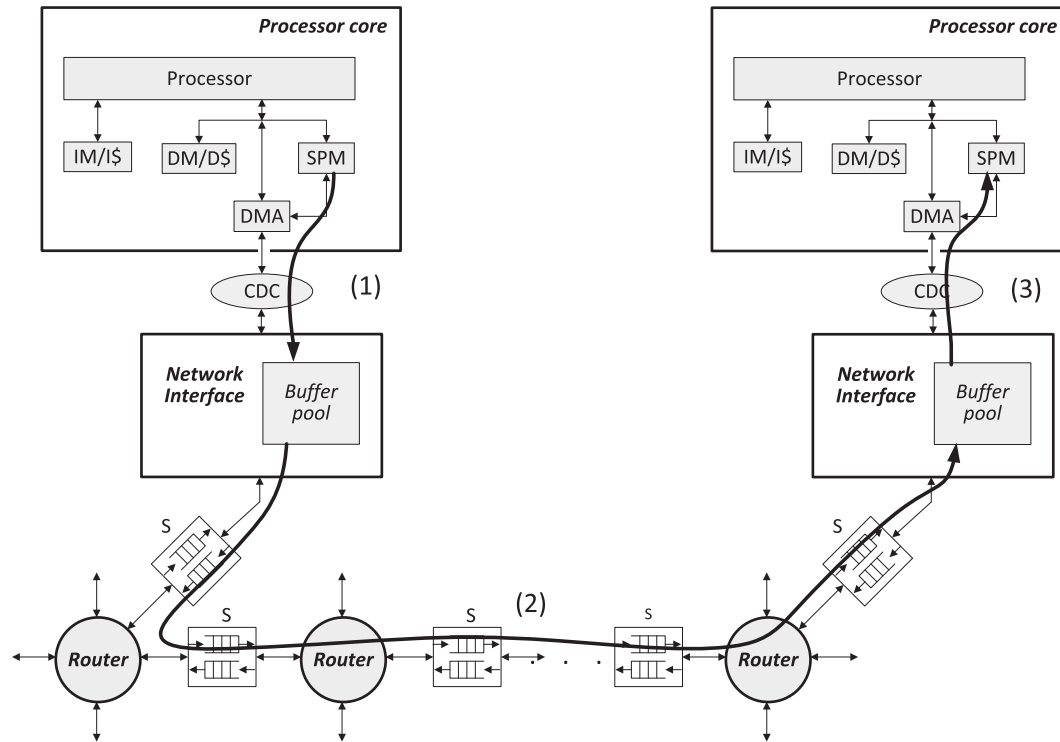 Processor core
Processor
IM/I$
DM/D$
SPM
DMA
CDC
(1)
Network
Interface
Buffer
pool
S
Router
S
Router
S
(2)
. . .
S
Router
S
Processor core
Processor
IM/I$
DM/D$
SPM
DMA
CDC
(3)
Network
Interface
Buffer
pool